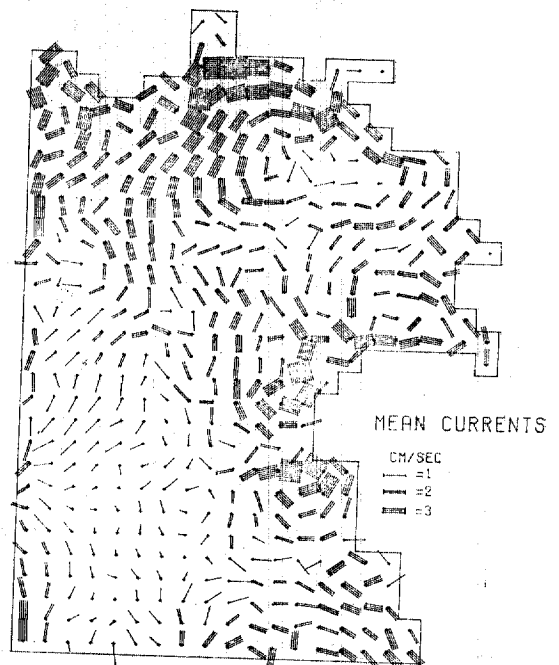 MEAN CURRENTS
CM/SEC
=1
=2
=3